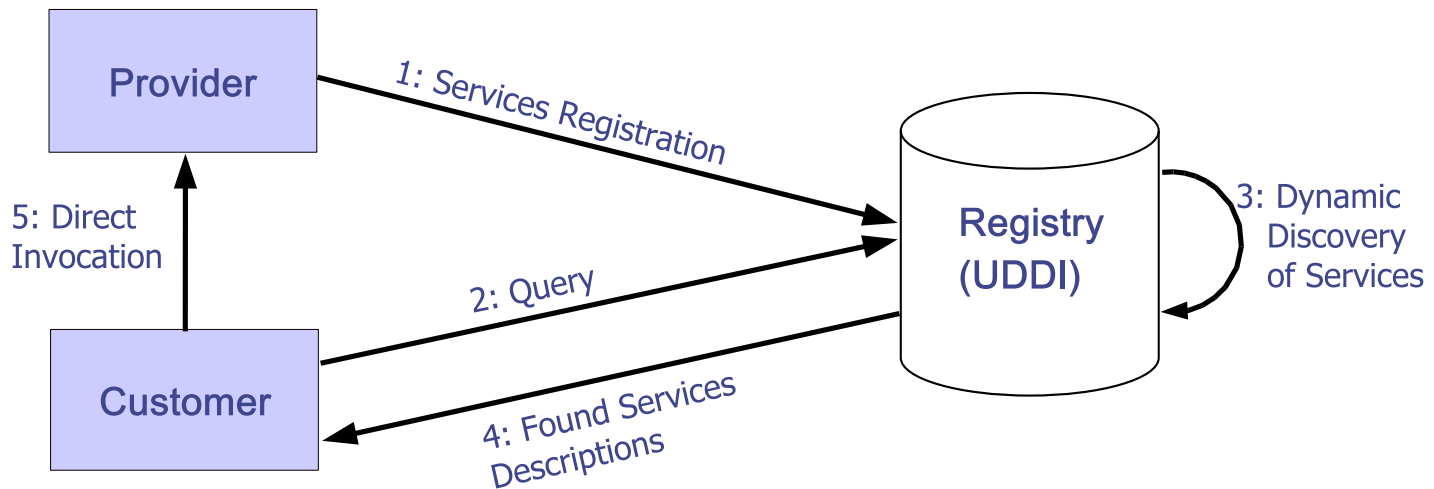 Provider
1: Services Registration
Registry
(UDDI)
3: Dynamic
Discovery
of Services
5: Direct
Invocation
2: Query
Customer
4: Found Services
Descriptions